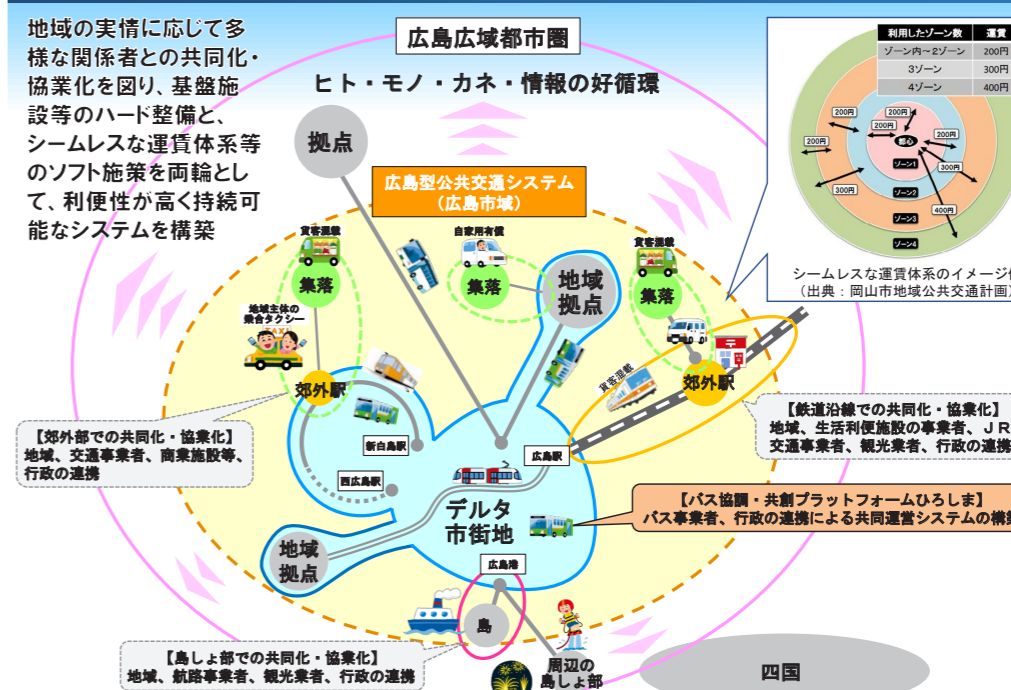 地域の実情に応じて多
様な関係者との共同化・
協業化を図り、基盤施
設等のハード整備と、
シームレスな運賃体系等
のソフト施策を両輪とし
て、利便性が高く持続可
能なシステムを構築
広島広域都市圏
ヒト・モノ・カネ・情報の好循環
利用したゾーン数 運賃
ゾーン内~2ゾーン 200円
3ゾーン 300円
4ゾーン 400円
200円
200円
200円
200円
200円
都心
ゾーン1
300円
300円
ゾーン2
400円
ゾーン3
ゾーン4
シームレスな運賃体系のイメージ
(出典:岡山市地域公共交通計画)
拠点
広島型公共交通システム
(広島市域)
貨客混載
集落
自家用有償
集落
地域
拠点
貨客混載
集落
地域主体の
乗合タクシー
TAXI
郊外駅
貨客混載
郊外駅
【郊外部での共同化・協業化】
地域、交通事業者、商業施設等、
行政の連携
新白島駅
西広島駅
広島駅
【鉄道沿線での共同化・協業化】
地域、生活利便施設の事業者、JR
交通事業者、観光業者、行政の連携
デルタ
市街地
【バス協調・共創プラットフォームひろしま】
バス事業者、行政の連携による共同運営システムの構築
地域
拠点
広島港
島
【島しょ部での共同化・協業化】
地域、航路事業者、観光業者、行政の連携
周辺の
島しょ部
四国